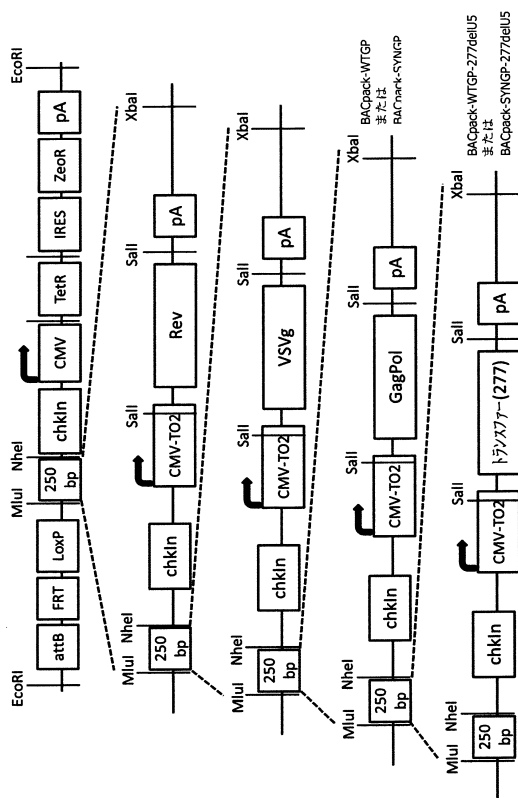 EcoRI
attB
FRT
LoxP
MluI
250
bp
NheI
chkIn
CMV
TetR
IRES
ZeoR
pA
EcoRI
MluI
250
bp
NheI
chkIn
CMV-TO2
SalI
Rev
SalI
pA
XbaI
MluI
250
bp
NheI
chkIn
CMV-TO2
SalI
VSVg
SalI
pA
XbaI
MluI
250
bp
NheI
chkIn
CMV-TO2
SalI
GagPol
SalI
pA
XbaI
BACpack-WTGP
または
BACpack-SYNGP
MluI
250
bp
NheI
chkIn
CMV-TO2
SalI
トランスファー(277)
SalI
pA
XbaI
BACpack-WTGP-277delU5
または
BACpack-SYNGP-277delU5